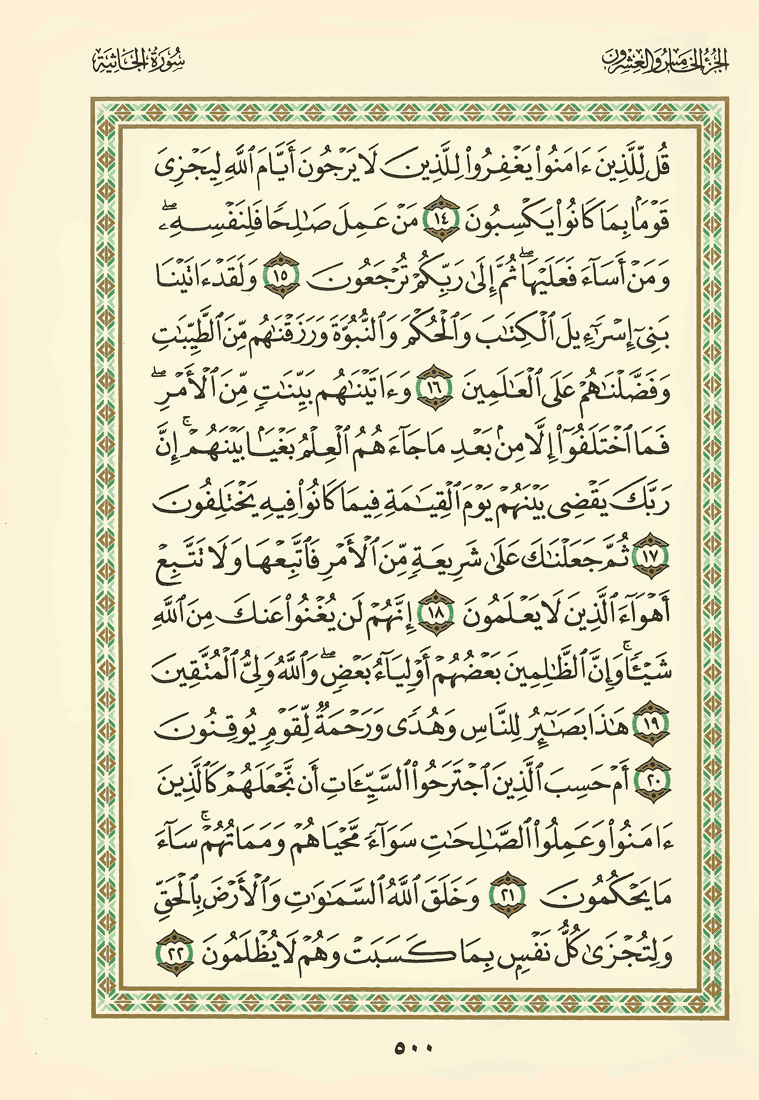 الجزء الخامس والعشرون
سُورَةُ الجَاثِيَة
قُل لِّلَّذِينَ ءَامَنُواْ يَغْفِرُواْ لِلَّذِينَ لَا يَرْجُونَ أَيَّامَ ٱللَّهِ لِيَجْزِىَ
قَوْمَۢا بِمَا كَانُواْ يَكْسِبُونَ ١٤ مَنْ عَمِلَ صَـٰلِحًا فَلِنَفْسِهِۦۖ
وَمَنْ أَسَآءَ فَعَلَيْهَاۖ ثُمَّ إِلَىٰ رَبِّكُمْ تُرْجَعُونَ ١٥ وَلَقَدْ ءَاتَيْنَا
بَنِىٓ إِسْرَٰٓءِيلَ ٱلْكِتَـٰبَ وَٱلْحُكْمَ وَٱلنُّبُوَّةَ وَرَزَقْنَـٰهُم مِّنَ ٱلطَّيِّبَـٰتِ
وَفَضَّلْنَـٰهُمْ عَلَى ٱلْعَـٰلَمِينَ ١٦ وَءَاتَيْنَـٰهُم بَيِّنَـٰتٍ مِّنَ ٱلْأَمْرِۖ
فَمَا ٱخْتَلَفُوٓاْ إِلَّا مِنۢ بَعْدِ مَا جَآءَهُمُ ٱلْعِلْمُ بَغْيَۢا بَيْنَهُمْۚ إِنَّ
رَبَّكَ يَقْضِى بَيْنَهُمْ يَوْمَ ٱلْقِيَـٰمَةِ فِيمَا كَانُواْ فِيهِ يَخْتَلِفُونَ
١٧ ثُمَّ جَعَلْنَـٰكَ عَلَىٰ شَرِيعَةٍ مِّنَ ٱلْأَمْرِ فَٱتَّبِعْهَا وَلَا تَتَّبِعْ
أَهْوَآءَ ٱلَّذِينَ لَا يَعْلَمُونَ ١٨ إِنَّهُمْ لَن يُغْنُواْ عَنكَ مِنَ ٱللَّهِ
شَيْـًٔاۚ وَإِنَّ ٱلظَّـٰلِمِينَ بَعْضُهُمْ أَوْلِيَآءُ بَعْضٍۖ وَٱللَّهُ وَلِىُّ ٱلْمُتَّقِينَ
١٩ هَـٰذَا بَصَـٰٓئِرُ لِلنَّاسِ وَهُدًى وَرَحْمَةٌ لِّقَوْمٍ يُوقِنُونَ
٢٠ أَمْ حَسِبَ ٱلَّذِينَ ٱجْتَرَحُواْ ٱلسَّيِّـَٔاتِ أَن نَّجْعَلَهُمْ كَٱلَّذِينَ
ءَامَنُواْ وَعَمِلُواْ ٱلصَّـٰلِحَـٰتِ سَوَآءً مَّحْيَاهُمْ وَمَمَاتُهُمْۚ سَآءَ
مَا يَحْكُمُونَ ٢١ وَخَلَقَ ٱللَّهُ ٱلسَّمَـٰوَٰتِ وَٱلْأَرْضَ بِٱلْحَقِّ
وَلِتُجْزَىٰ كُلُّ نَفْسٍۭ بِمَا كَسَبَتْ وَهُمْ لَا يُظْلَمُونَ ٢٢
٥٠٠